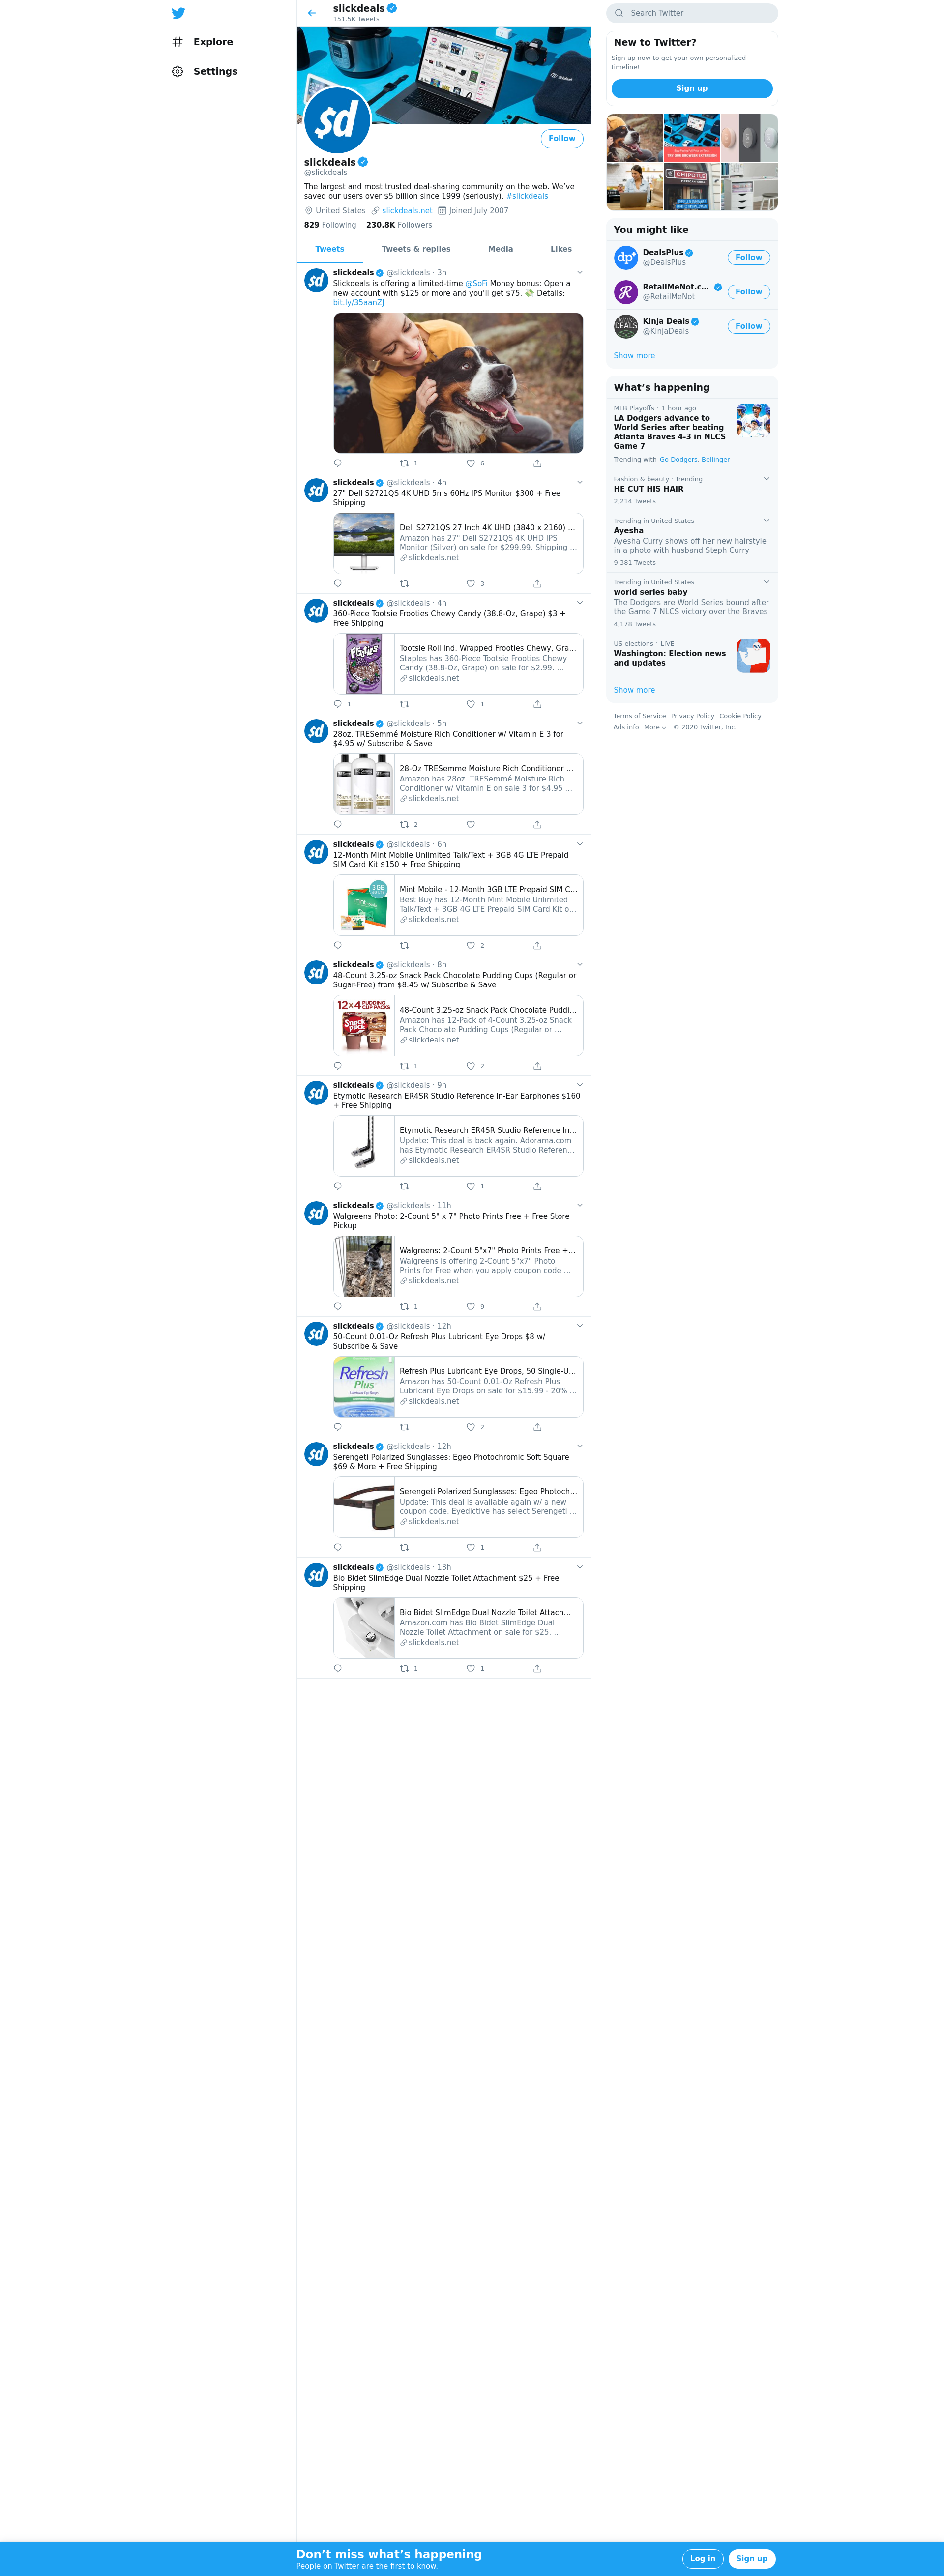 Explore
Settings
slickdeals
151.5K Tweets
$d
Follow
slickdeals
@slickdeals
The largest and most trusted deal-sharing community on the web. We’ve
saved our users over $5 billion since 1999 (seriously). #slickdeals
United States slickdeals.net Joined July 2007
829 Following 230.8K Followers
Tweets Tweets & replies Media Likes
slickdeals @slickdeals · 3h
Slickdeals is offering a limited-time @SoFi Money bonus: Open a
new account with $125 or more and you’ll get $75. 💸 Details:
bit.ly/35aanZJ
1 6
slickdeals @slickdeals · 4h
27" Dell S2721QS 4K UHD 5ms 60Hz IPS Monitor $300 + Free
Shipping
Dell S2721QS 27 Inch 4K UHD (3840 x 2160) ...
Amazon has 27" Dell S2721QS 4K UHD IPS
Monitor (Silver) on sale for $299.99. Shipping ...
slickdeals.net
3
slickdeals @slickdeals · 4h
360-Piece Tootsie Frooties Chewy Candy (38.8-Oz, Grape) $3 +
Free Shipping
Tootsie Roll Ind. Wrapped Frooties Chewy, Gra...
Staples has 360-Piece Tootsie Frooties Chewy
Candy (38.8-Oz, Grape) on sale for $2.99. ...
slickdeals.net
1 1
slickdeals @slickdeals · 5h
28oz. TRESemmé Moisture Rich Conditioner w/ Vitamin E 3 for
$4.95 w/ Subscribe & Save
28-Oz TRESemme Moisture Rich Conditioner ...
Amazon has 28oz. TRESemmé Moisture Rich
Conditioner w/ Vitamin E on sale 3 for $4.95 ...
slickdeals.net
2
slickdeals @slickdeals · 6h
12-Month Mint Mobile Unlimited Talk/Text + 3GB 4G LTE Prepaid
SIM Card Kit $150 + Free Shipping
3GB
Mint Mobile - 12-Month 3GB LTE Prepaid SIM C...
Best Buy has 12-Month Mint Mobile Unlimited
Talk/Text + 3GB 4G LTE Prepaid SIM Card Kit o...
slickdeals.net
2
slickdeals @slickdeals · 8h
48-Count 3.25-oz Snack Pack Chocolate Pudding Cups (Regular or
Sugar-Free) from $8.45 w/ Subscribe & Save
12×4 PUDDING CUP PACKS
Snack Pack
48-Count 3.25-oz Snack Pack Chocolate Puddi...
Amazon has 12-Pack of 4-Count 3.25-oz Snack
Pack Chocolate Pudding Cups (Regular or ...
slickdeals.net
1 2
slickdeals @slickdeals · 9h
Etymotic Research ER4SR Studio Reference In-Ear Earphones $160
+ Free Shipping
Etymotic Research ER4SR Studio Reference In...
Update: This deal is back again. Adorama.com
has Etymotic Research ER4SR Studio Referen...
slickdeals.net
1
slickdeals @slickdeals · 11h
Walgreens Photo: 2-Count 5" x 7" Photo Prints Free + Free Store
Pickup
Walgreens: 2-Count 5"x7" Photo Prints Free +...
Walgreens is offering 2-Count 5"x7" Photo
Prints for Free when you apply coupon code ...
slickdeals.net
1 9
slickdeals @slickdeals · 12h
50-Count 0.01-Oz Refresh Plus Lubricant Eye Drops $8 w/
Subscribe & Save
Refresh
Plus
Refresh Plus Lubricant Eye Drops, 50 Single-U...
Amazon has 50-Count 0.01-Oz Refresh Plus
Lubricant Eye Drops on sale for $15.99 - 20% ...
slickdeals.net
2
slickdeals @slickdeals · 12h
Serengeti Polarized Sunglasses: Egeo Photochromic Soft Square
$69 & More + Free Shipping
Serengeti Polarized Sunglasses: Egeo Photoch...
Update: This deal is available again w/ a new
coupon code. Eyedictive has select Serengeti ...
slickdeals.net
1
slickdeals @slickdeals · 13h
Bio Bidet SlimEdge Dual Nozzle Toilet Attachment $25 + Free
Shipping
Bio Bidet SlimEdge Dual Nozzle Toilet Attach...
Amazon.com has Bio Bidet SlimEdge Dual
Nozzle Toilet Attachment on sale for $25. ...
slickdeals.net
1 1
Search Twitter
New to Twitter?
Sign up now to get your own personalized
timeline!
Sign up
TRY OUR BROWSER EXTENSION
CHIPOTLE
You might like
dp+
DealsPlus
@DealsPlus
Follow
RetailMeNot.c...
@RetailMeNot
Follow
KINJA DEALS
Kinja Deals
@KinjaDeals
Follow
Show more
What’s happening
MLB Playoffs · 1 hour ago
LA Dodgers advance to
World Series after beating
Atlanta Braves 4-3 in NLCS
Game 7
Trending with Go Dodgers, Bellinger
Fashion & beauty · Trending
HE CUT HIS HAIR
2,214 Tweets
Trending in United States
Ayesha
Ayesha Curry shows off her new hairstyle
in a photo with husband Steph Curry
9,381 Tweets
Trending in United States
world series baby
The Dodgers are World Series bound after
the Game 7 NLCS victory over the Braves
4,178 Tweets
US elections · LIVE
Washington: Election news
and updates
Show more
Terms of Service Privacy Policy Cookie Policy
Ads info More © 2020 Twitter, Inc.
Don’t miss what’s happening
People on Twitter are the first to know.
Log in Sign up